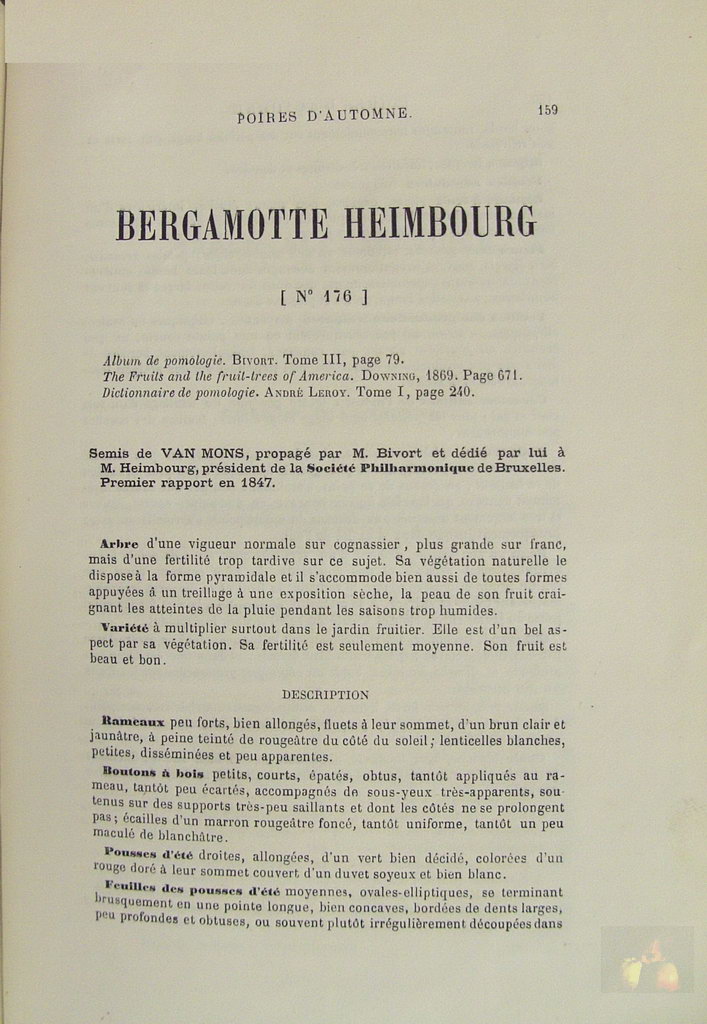 POIRES D'AUTOMNE.
159
BERGAMOTTE HEIMBOURG
[ N° 176 ]
Album de pomologie. BIVORT. Tome III, page 79.
The Fruits and the fruit-trees of America. DOWNING, 1869. Page 671.
Dictionnaire de pomologie. ANDRÉ LEROY. Tome I, page 240.
Semis de VAN MONS, propagé par M. Bivort et dédié par lui à
M. Heimbourg, président de la Société Philharmonique de Bruxelles.
Premier rapport en 1847.
Arbre d'une vigueur normale sur cognassier, plus grande sur franc,
mais d'une fertilité trop tardive sur ce sujet. Sa végétation naturelle le
dispose à la forme pyramidale et il s'accommode bien aussi de toutes formes
appuyées à un treillage à une exposition sèche, la peau de son fruit crai-
gnant les atteintes de la pluie pendant les saisons trop humides.
Variété à multiplier surtout dans le jardin fruitier. Elle est d'un bel as-
pect par sa végétation. Sa fertilité est seulement moyenne. Son fruit est
beau et bon.
DESCRIPTION
Rameaux peu forts, bien allongés, fluets à leur sommet, d'un brun clair et
jaunâtre, à peine teinté de rougeâtre du côté du soleil; lenticelles blanches,
petites, disséminées et peu apparentes.
Boutons à bois petits, courts, épatés, obtus, tantôt appliqués au ra-
meau, tantôt peu écartés, accompagnés de sous-yeux très-apparents, sou-
tenus sur des supports très-peu saillants et dont les côtés ne se prolongent
pas; écailles d'un marron rougeâtre foncé, tantôt uniforme, tantôt un peu
maculé de blanchâtre.
Pousses d'été droites, allongées, d'un vert bien décidé, colorées d'un
rouge doré à leur sommet couvert d'un duvet soyeux et bien blanc.
Feuilles des pousses d'été moyennes, ovales-elliptiques, se terminant
brusquement en une pointe longue, bien concaves, bordées de dents larges,
peu profondes et obtuses, ou souvent plutôt irrégulièrement découpées dans